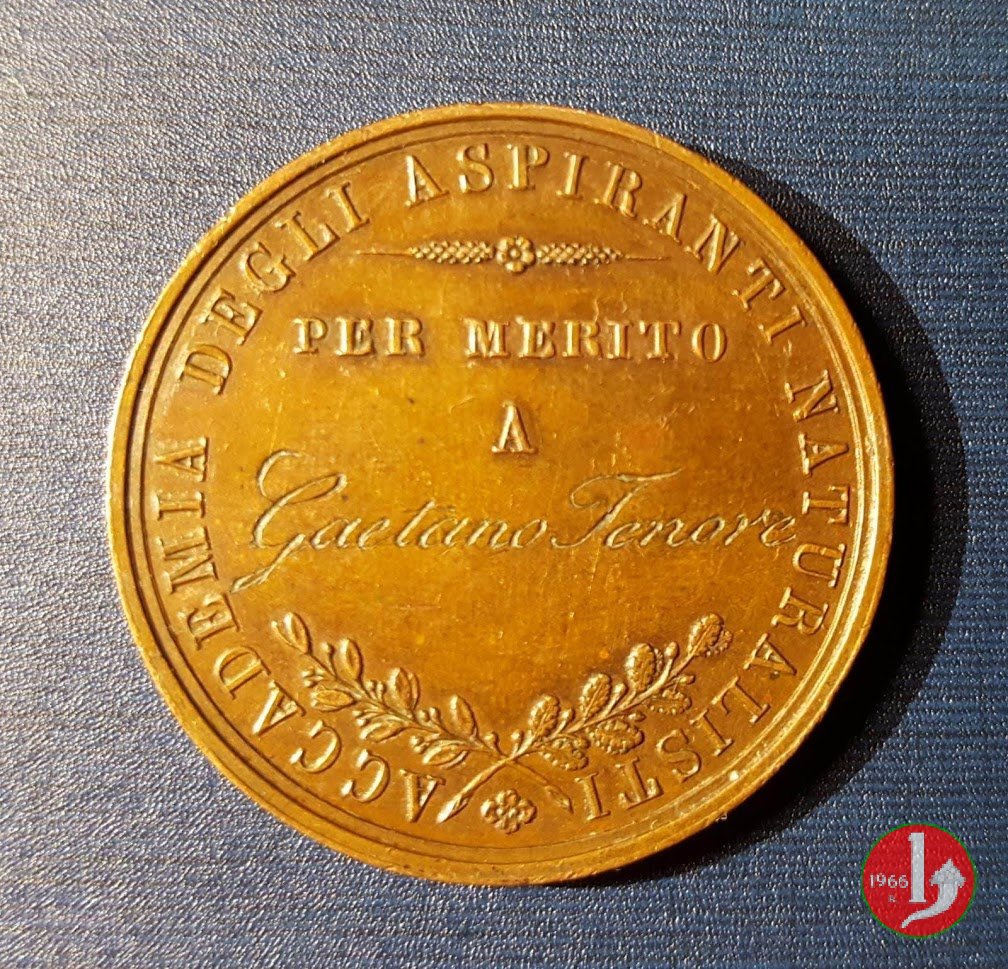 ACCADEMIA DEGLI ASPIRANTI NATURALISTI
PER MERITO
A
Gaetano Tenore
1966